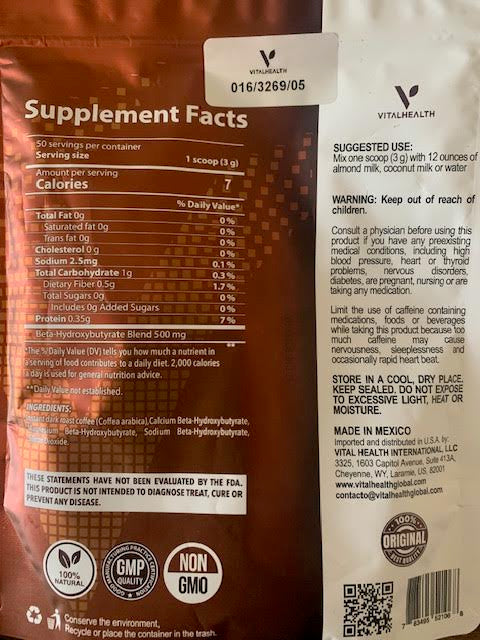 VITALHEALTH
016/3269/05
Supplement Facts
50 servings per container
Serving size 1 scoop (3 g)
Amount per serving
Calories 7
% Daily Value*
Total Fat 0g 0 %
Saturated fat 0g 0 %
Trans fat 0g 0 %
Cholesterol 0 g 0 %
Sodium 2.5mg 0.1 %
Total Carbohydrate 1g 0.3 %
Dietary Fiber 0.5g 1.7 %
Total Sugars 0g 0 %
Includes 0g Added Sugars 0 %
Protein 0.35g 7 %
Beta-Hydroxybutyrate Blend 500 mg **
*The % Daily Value (DV) tells you how much a nutrient in
a serving of food contributes to a daily diet. 2,000 calories
a day is used for general nutrition advice.
**Daily Value not established.
INGREDIENTS:
dark roast coffee (Coffea arabica), Calcium Beta-Hydroxybutyrate,
Beta-Hydroxybutyrate, Sodium Beta-Hydroxybutyrate,
Dioxide.
THESE STATEMENTS HAVE NOT BEEN EVALUATED BY THE FDA.
THIS PRODUCT IS NOT INTENDED TO DIAGNOSE TREAT, CURE OR
PREVENT ANY DISEASE.
100%
NATURAL
GOOD MANUFACTURING PRACTICE
GMP
QUALITY
NON
GMO
Conserve the environment,
Recycle or place the container in the trash.
VITALHEALTH
SUGGESTED USE:
Mix one scoop (3 g) with 12 ounces of
almond milk, coconut milk or water
WARNING: Keep out of reach of
children.
Consult a physician before using this
product if you have any preexisting
medical conditions, including high
blood pressure, heart or thyroid
problems, nervous disorders,
diabetes, are pregnant, nursing or are
taking any medication.
Limit the use of caffeine containing
medications, foods or beverages
while taking this product because too
much caffeine may cause
nervousness, sleeplessness and
occasionally rapid heart beat.
STORE IN A COOL, DRY PLACE,
KEEP SEALED. DO NOT EXPOSE
TO EXCESSIVE LIGHT, HEAT OR
MOISTURE.
MADE IN MEXICO
Imported and distributed in U.S.A. by:
VITAL HEALTH INTERNATIONAL, LLC
3325, 1603 Capitol Avenue, Suite 413A,
Cheyenne, WY, Laramie, US, 82001
www.vitalhealthglobal.com
contacto@vitalhealthglobal.com
100%
ORIGINAL
BEST QUALITY
7 63495 52106 8